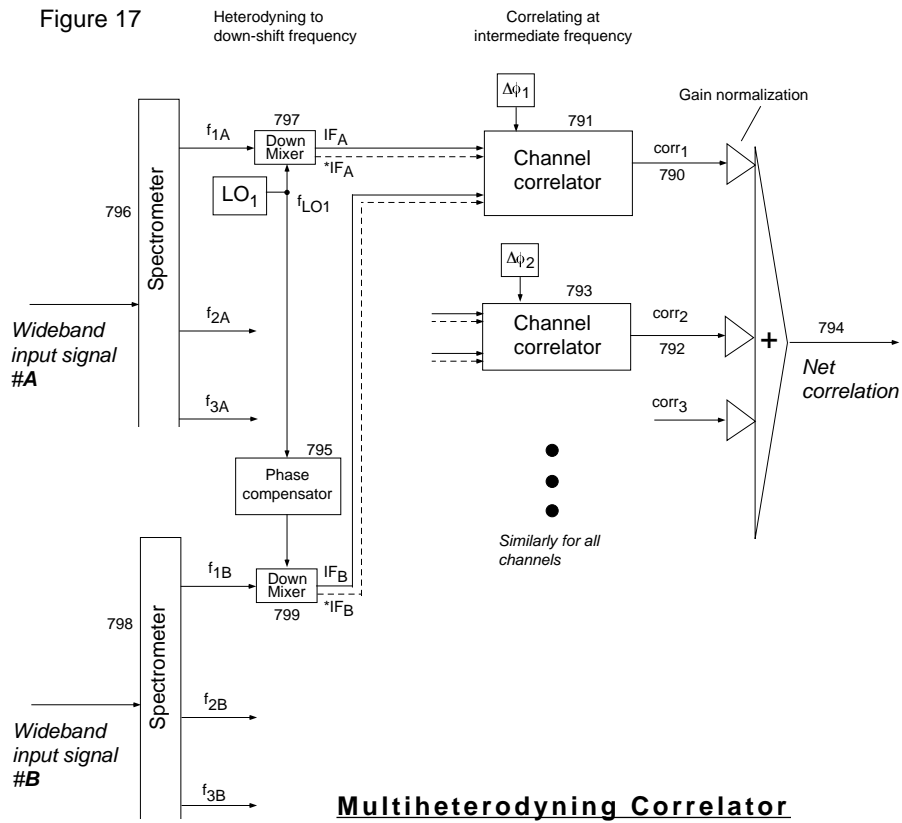 Figure 17
Heterodyning to
down-shift frequency
Correlating at
intermediate frequency
Δϕ1
Gain normalization
f1A
797
Down
Mixer
IFA
*IFA
791
Channel
correlator
corr1
790
LO1
fLO1
796
Spectrometer
Δϕ2
793
Channel
correlator
corr2
792
+
794
Net
correlation
Wideband
input signal
#A
f2A
f3A
corr3
795
Phase
compensator
Similarly for all
channels
f1B
Down
Mixer
799
IFB
*IFB
798
Spectrometer
Wideband
input signal
#B
f2B
f3B
Multiheterodyning Correlator